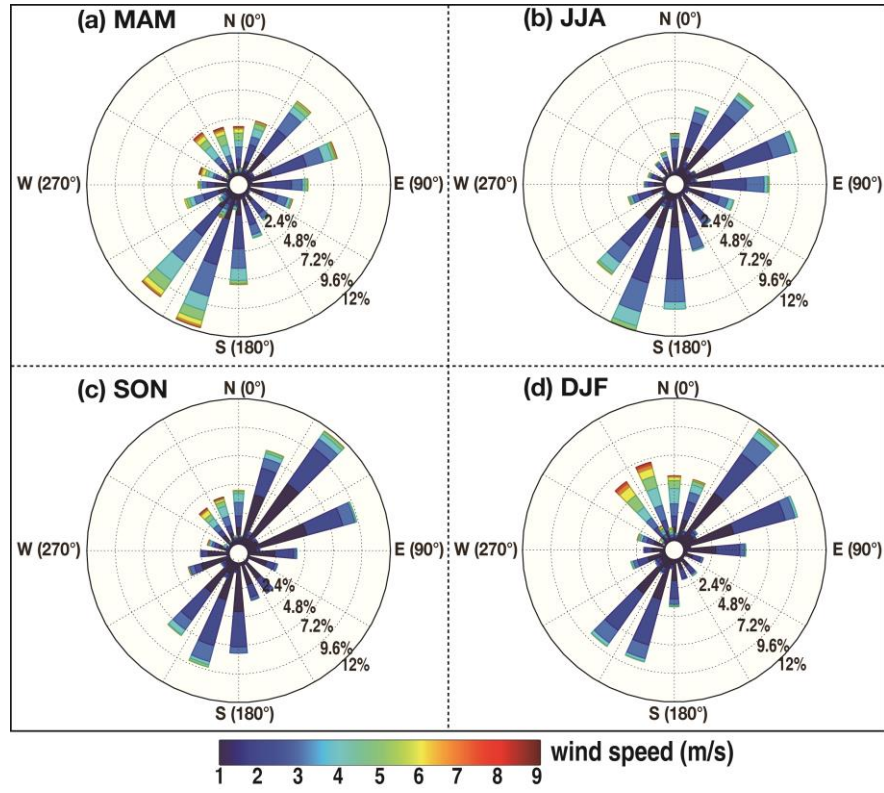 (a) MAM
N (0°)
W (270°)
E (90°)
S (180°)
2.4%
4.8%
7.2%
9.6%
12%
(b) JJA
N (0°)
W (270°)
E (90°)
S (180°)
2.4%
4.8%
7.2%
9.6%
12%
(c) SON
N (0°)
W (270°)
E (90°)
S (180°)
2.4%
4.8%
7.2%
9.6%
12%
(d) DJF
N (0°)
W (270°)
E (90°)
S (180°)
2.4%
4.8%
7.2%
9.6%
12%
wind speed (m/s)
1 2 3 4 5 6 7 8 9